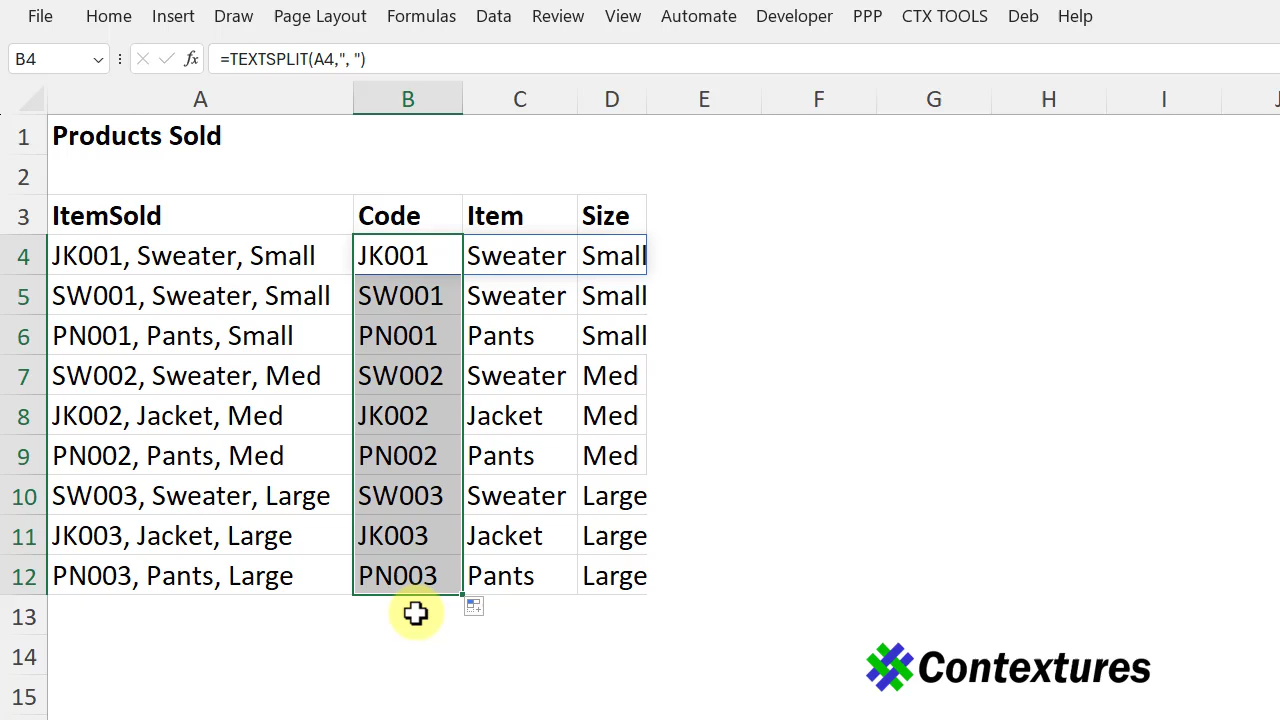 File Home Insert Draw Page Layout Formulas Data Review View Automate Developer PPP CTX TOOLS Deb Help
B4 fx =TEXTSPLIT(A4,", ")
A B C D E F G H I J
1 Products Sold
2
3 ItemSold Code Item Size
4 JK001, Sweater, Small JK001 Sweater Small
5 SW001, Sweater, Small SW001 Sweater Small
6 PN001, Pants, Small PN001 Pants Small
7 SW002, Sweater, Med SW002 Sweater Med
8 JK002, Jacket, Med JK002 Jacket Med
9 PN002, Pants, Med PN002 Pants Med
10 SW003, Sweater, Large SW003 Sweater Large
11 JK003, Jacket, Large JK003 Jacket Large
12 PN003, Pants, Large PN003 Pants Large
13
14
Contextures
15